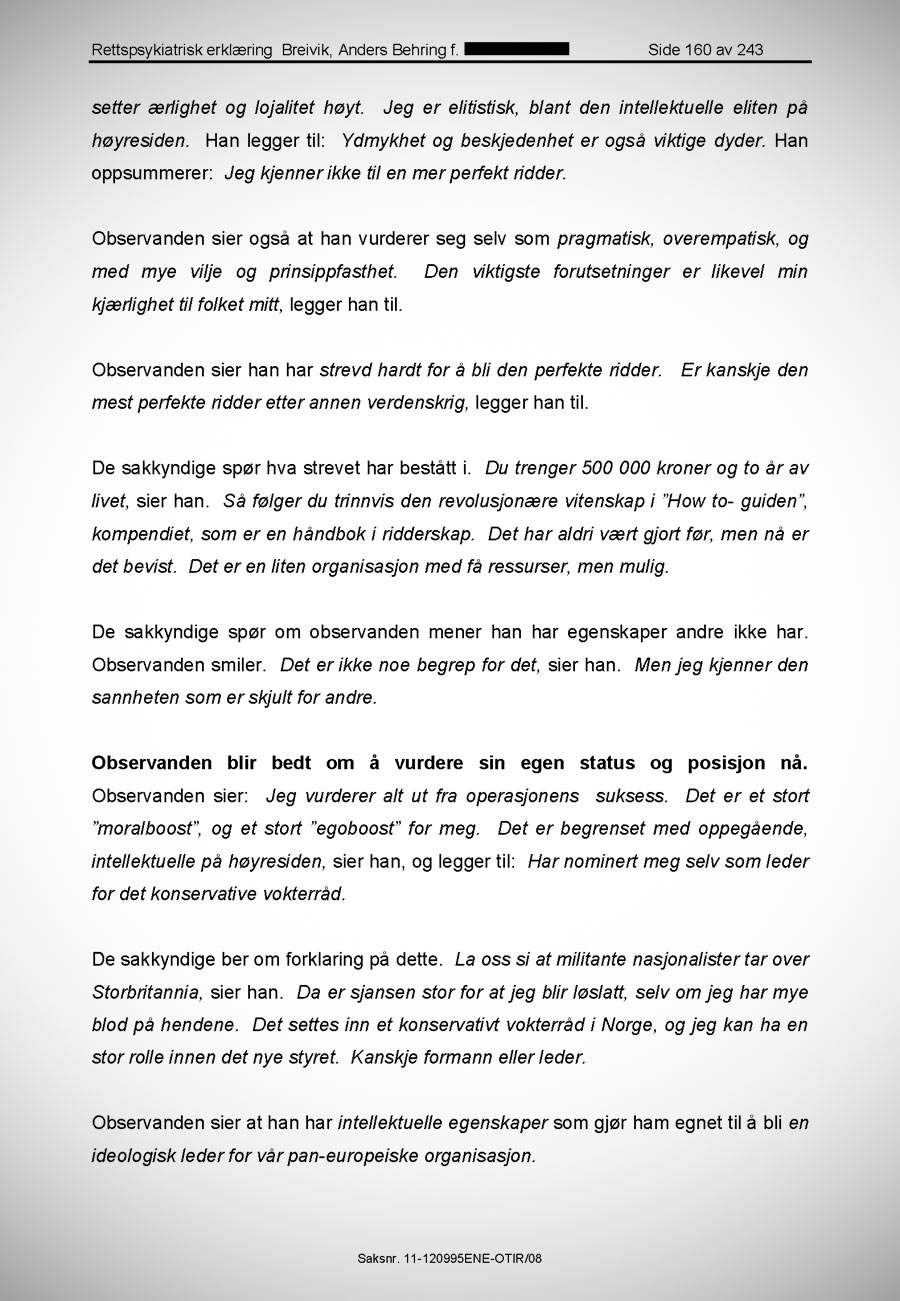 Rettspsykiatrisk erklæring Breivik, Anders Behring f. Side 160 av 243
setter ærlighet og lojalitet høyt. Jeg er elitistisk, blant den intellektuelle eliten på
høyresiden. Han legger til: Ydmykhet og beskjedenhet er også viktige dyder. Han
oppsummerer: Jeg kjenner ikke til en mer perfekt ridder.
Observanden sier også at han vurderer seg selv som pragmatisk, overempatisk, og
med mye vilje og prinsippfasthet. Den viktigste forutsetninger er likevel min
kjærlighet til folket mitt, legger han til.
Observanden sier han har strevd hardt for å bli den perfekte ridder. Er kanskje den
mest perfekte ridder etter annen verdenskrig, legger han til.
De sakkyndige spør hva strevet har bestått i. Du trenger 500 000 kroner og to år av
livet, sier han. Så følger du trinnvis den revolusjonære vitenskap i ”How to- guiden”,
kompendiet, som er en håndbok i ridderskap. Det har aldri vært gjort før, men nå er
det bevist. Det er en liten organisasjon med få ressurser, men mulig.
De sakkyndige spør om observanden mener han har egenskaper andre ikke har.
Observanden smiler. Det er ikke noe begrep for det, sier han. Men jeg kjenner den
sannheten som er skjult for andre.
Observanden blir bedt om å vurdere sin egen status og posisjon nå.
Observanden sier: Jeg vurderer alt ut fra operasjonens suksess. Det er et stort
”moralboost”, og et stort ”egoboost” for meg. Det er begrenset med oppegående,
intellektuelle på høyresiden, sier han, og legger til: Har nominert meg selv som leder
for det konservative vokterråd.
De sakkyndige ber om forklaring på dette. La oss si at militante nasjonalister tar over
Storbritannia, sier han. Da er sjansen stor for at jeg blir løslatt, selv om jeg har mye
blod på hendene. Det settes inn et konservativt vokterråd i Norge, og jeg kan ha en
stor rolle innen det nye styret. Kanskje formann eller leder.
Observanden sier at han har intellektuelle egenskaper som gjør ham egnet til å bli en
ideologisk leder for vår pan-europeiske organisasjon.
Saksnr. 11-120995ENE-OTIR/08